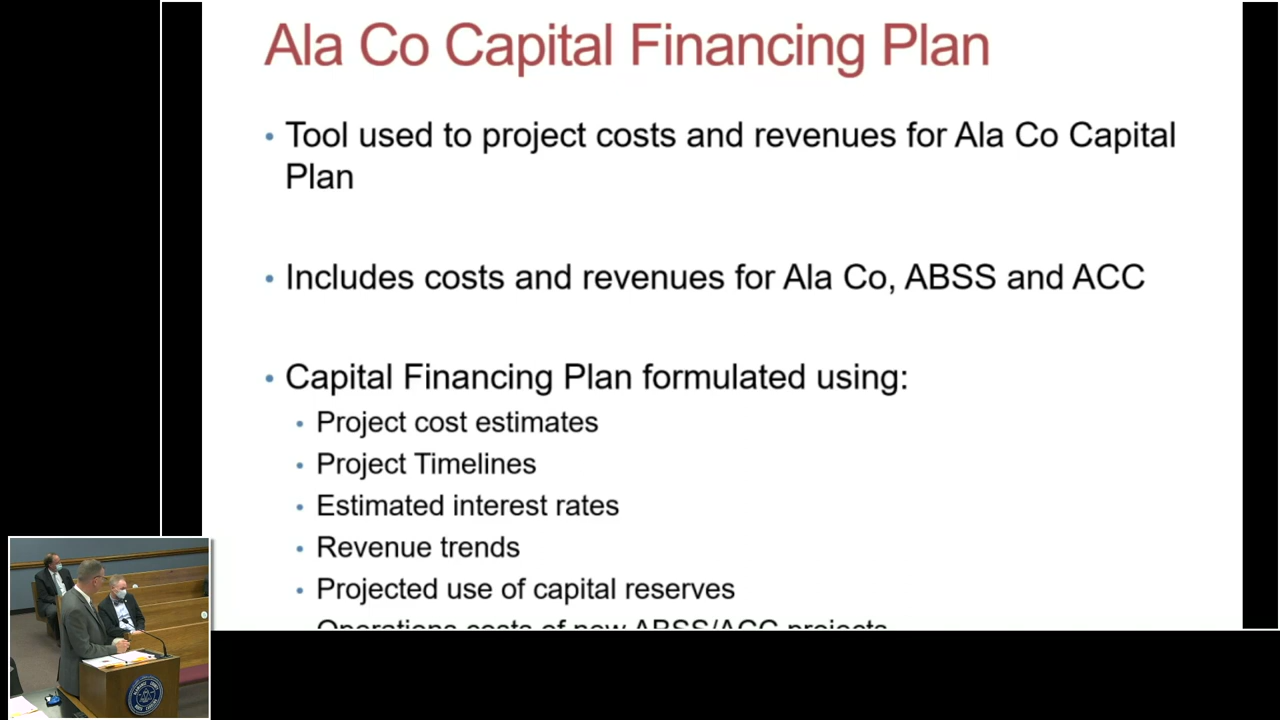 Ala Co Capital Financing Plan
• Tool used to project costs and revenues for Ala Co Capital
Plan
• Includes costs and revenues for Ala Co, ABSS and ACC
• Capital Financing Plan formulated using:
• Project cost estimates
• Project Timelines
• Estimated interest rates
• Revenue trends
• Projected use of capital reserves
Operations costs of new ABSS/ACC projects